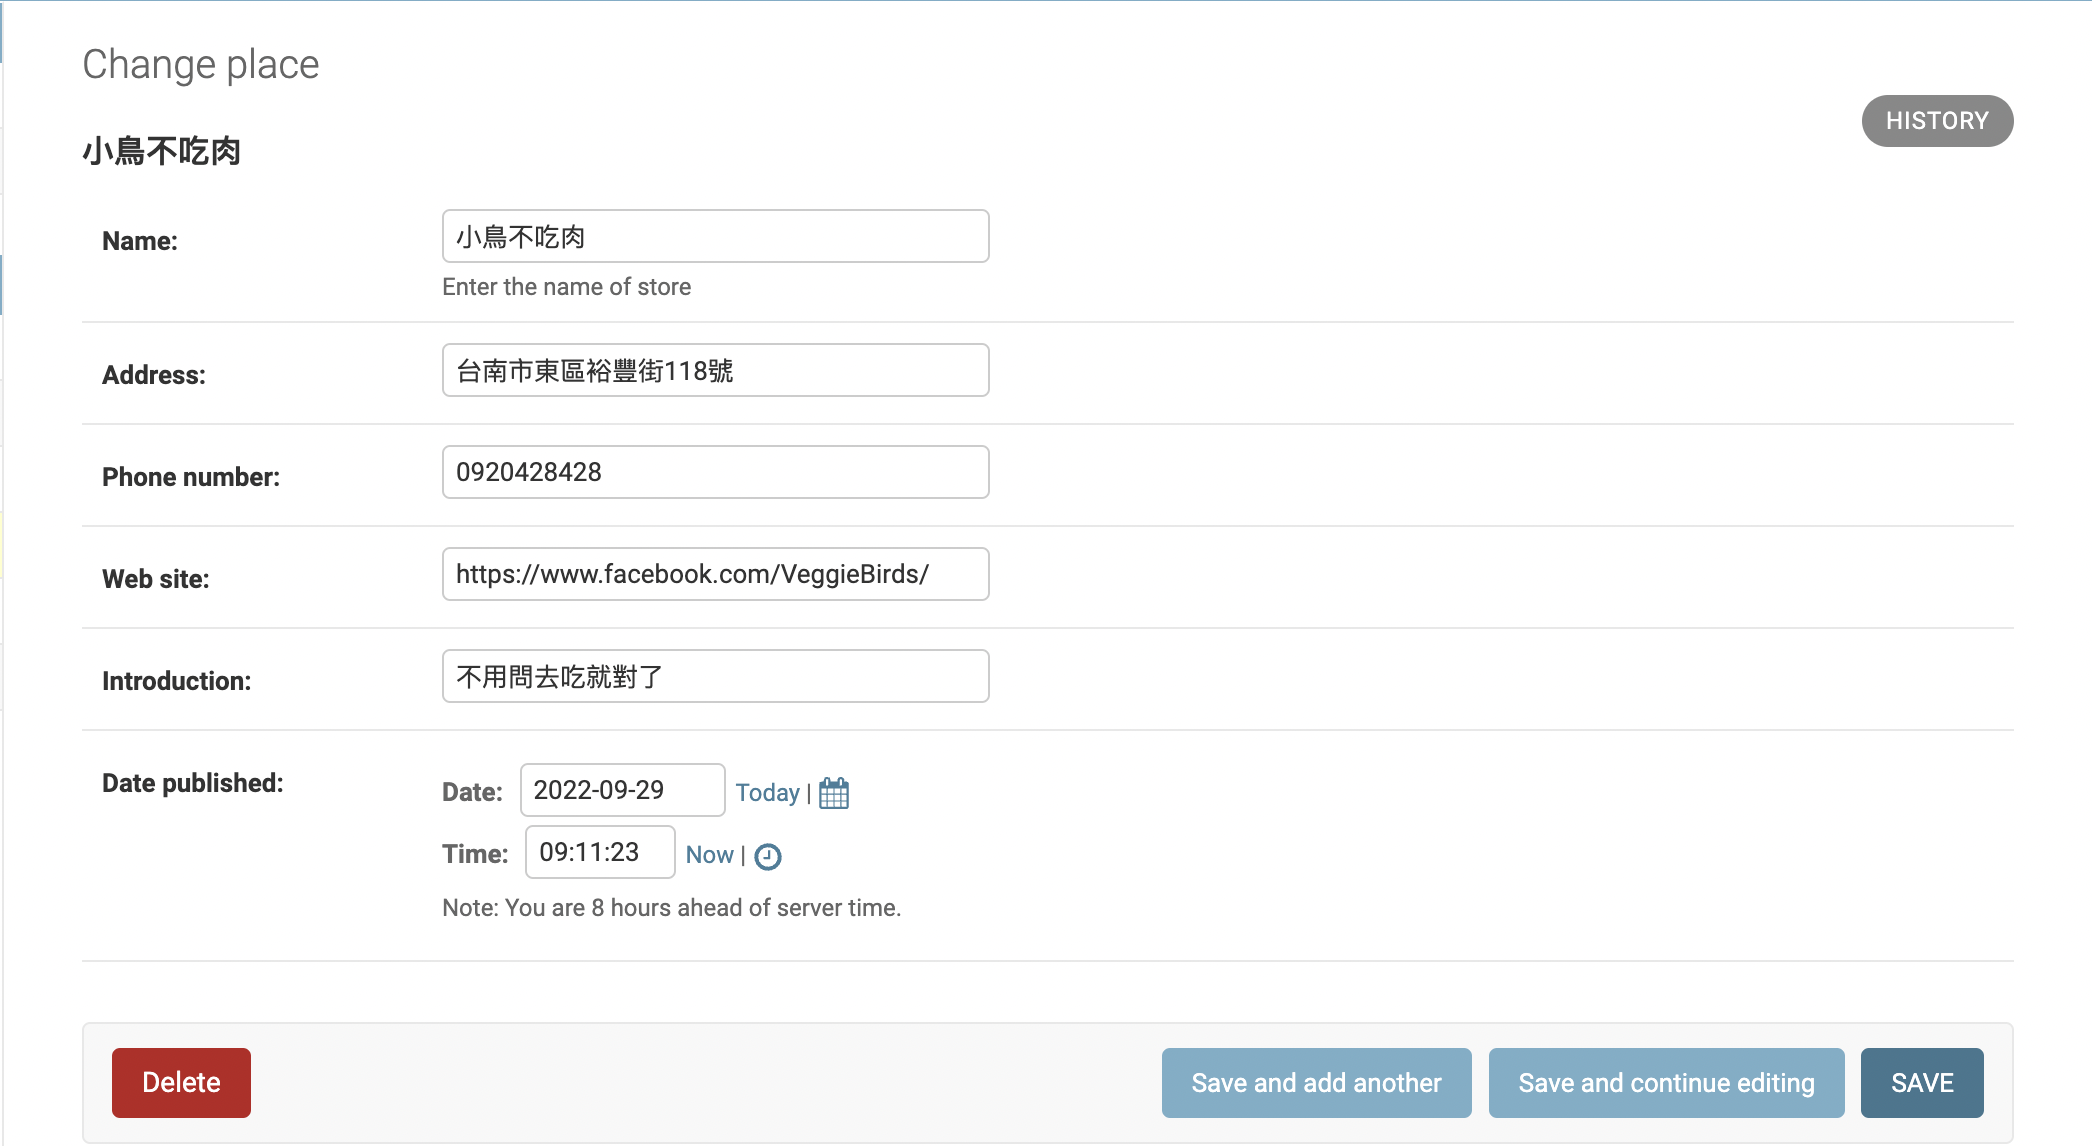 Change place
HISTORY
小鳥不吃肉
Name:
小鳥不吃肉
Enter the name of store
Address:
台南市東區裕豐街118號
Phone number:
0920428428
Web site:
https://www.facebook.com/VeggieBirds/
Introduction:
不用問去吃就對了
Date published:
Date: 2022-09-29 Today |
Time: 09:11:23 Now |
Note: You are 8 hours ahead of server time.
Delete Save and add another Save and continue editing SAVE